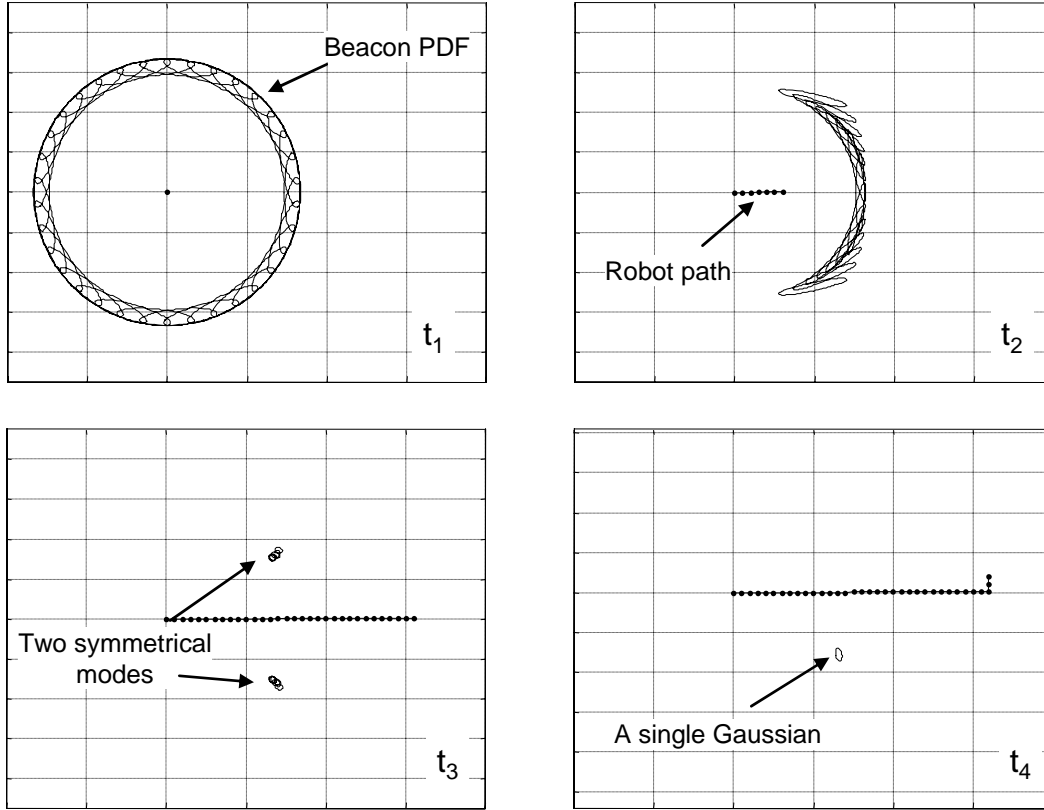 Beacon PDF
t₁
Robot path
t₂
Two symmetrical
modes
t₃
A single Gaussian
t₄